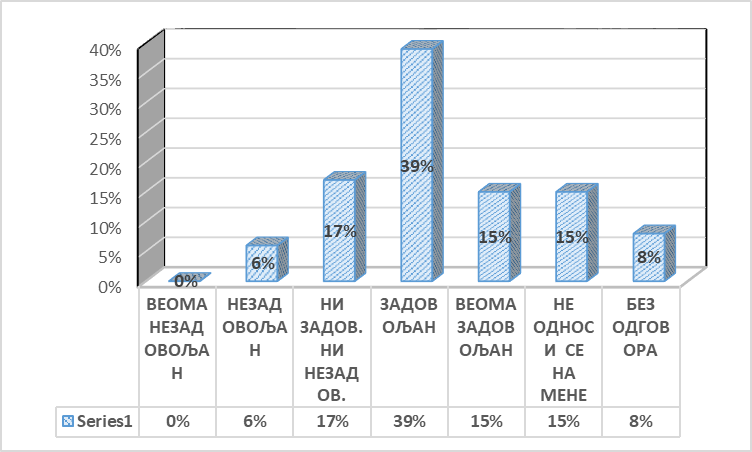 40%
35%
30%
25%
20%
15%
10%
5%
0%
0%
6%
17%
39%
15%
15%
8%
ВЕОМА
НЕЗАД
ОВОЉА
Н
НЕЗАД
ОВОЉА
Н
НИ
ЗАДОВ.
НИ
НЕЗАД
ОВ.
ЗАДОВ
ОЉАН
ВЕОМА
ЗАДОВ
ОЉАН
НЕ
ОДНОС
И СЕ
НА
МЕНЕ
БЕЗ
ОДГОВ
ОРА
Series1 0% 6% 17% 39% 15% 15% 8%